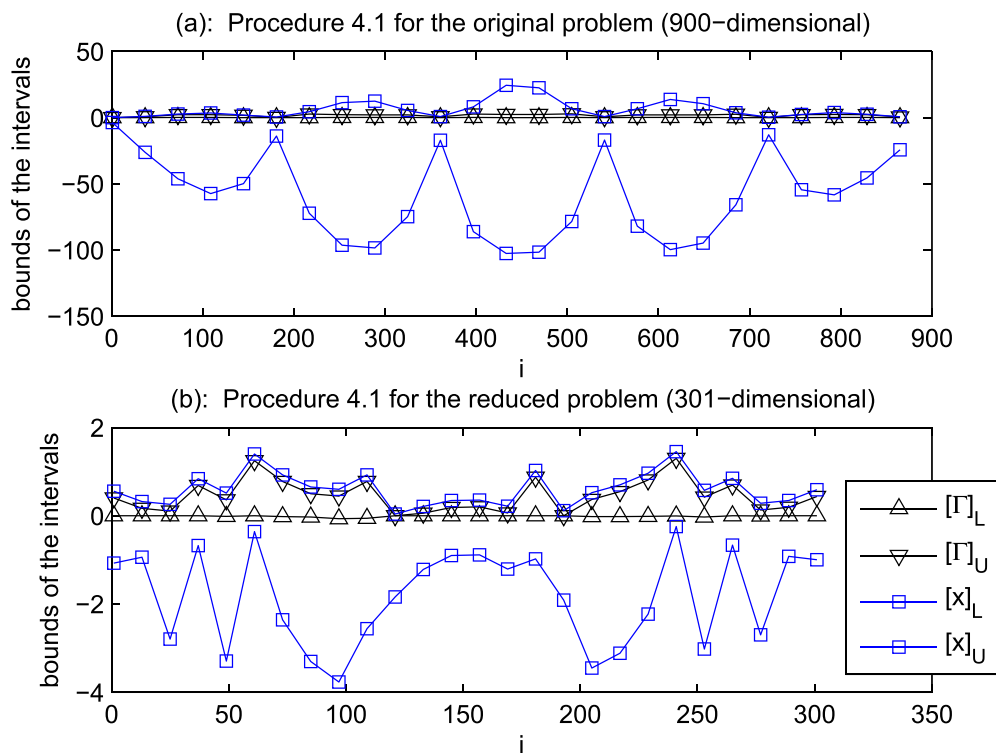 (a): Procedure 4.1 for the original problem (900−dimensional)
50
0
−50
−100
−150
bounds of the intervals
0 100 200 300 400 500 600 700 800 900
i
(b): Procedure 4.1 for the reduced problem (301−dimensional)
2
0
−2
−4
bounds of the intervals
0 50 100 150 200 250 300 350
i
[Γ]L
[Γ]U
[x]L
[x]U